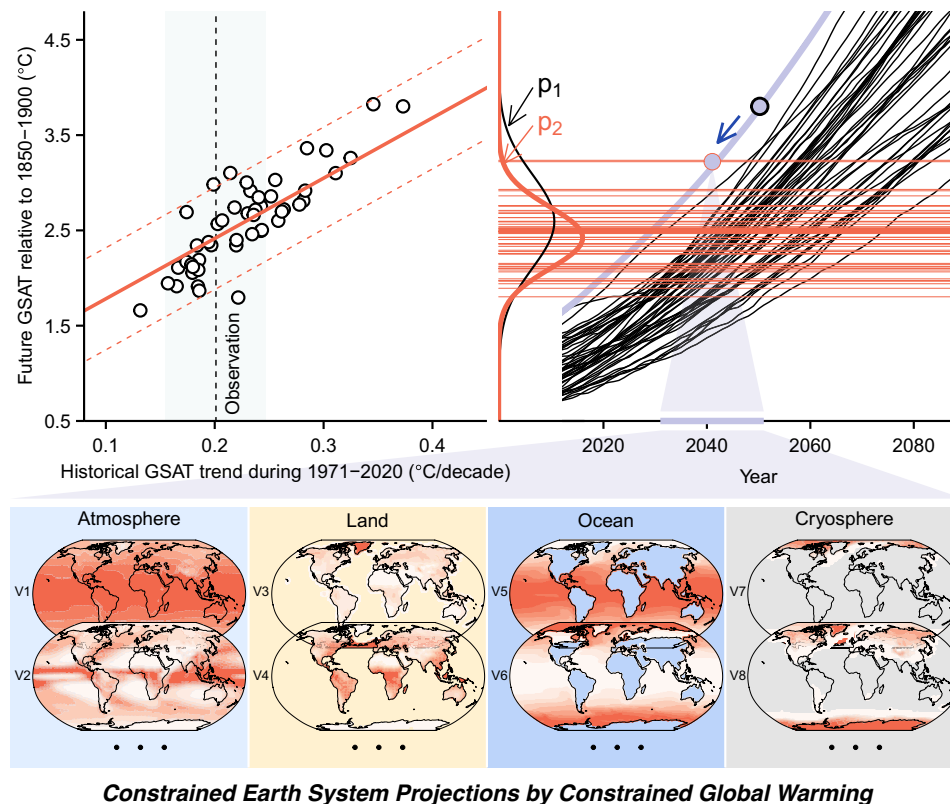 Future GSAT relative to 1850−1900 (°C)
4.5
3.5
2.5
1.5
0.5
Observation
0.1
0.2
0.3
0.4
Historical GSAT trend during 1971−2020 (°C/decade)
p1
p2
2020
2040
2060
2080
Year
Atmosphere
Land
Ocean
Cryosphere
V1
V3
V5
V7
V2
V4
V6
V8
Constrained Earth System Projections by Constrained Global Warming